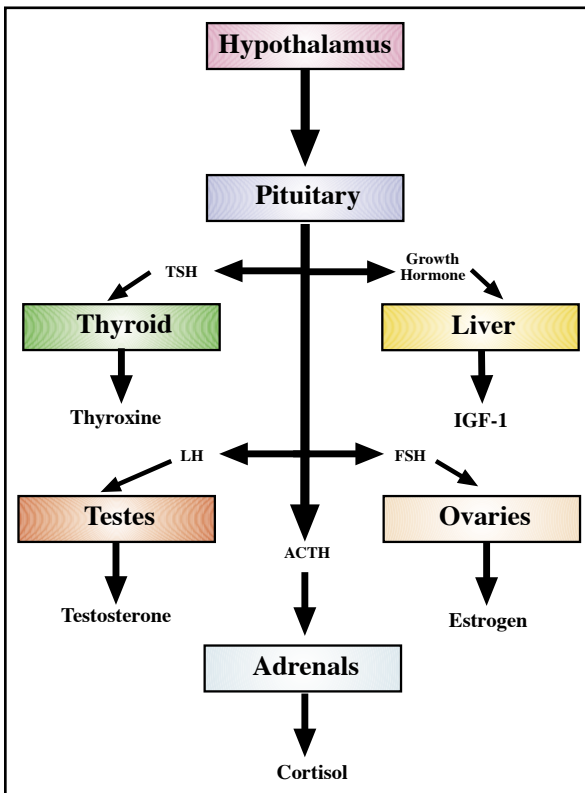 Hypothalamus
Pituitary
TSH
Growth
Hormone
Thyroid
Liver
Thyroxine
IGF-1
LH
FSH
Testes
Ovaries
ACTH
Testosterone
Estrogen
Adrenals
Cortisol